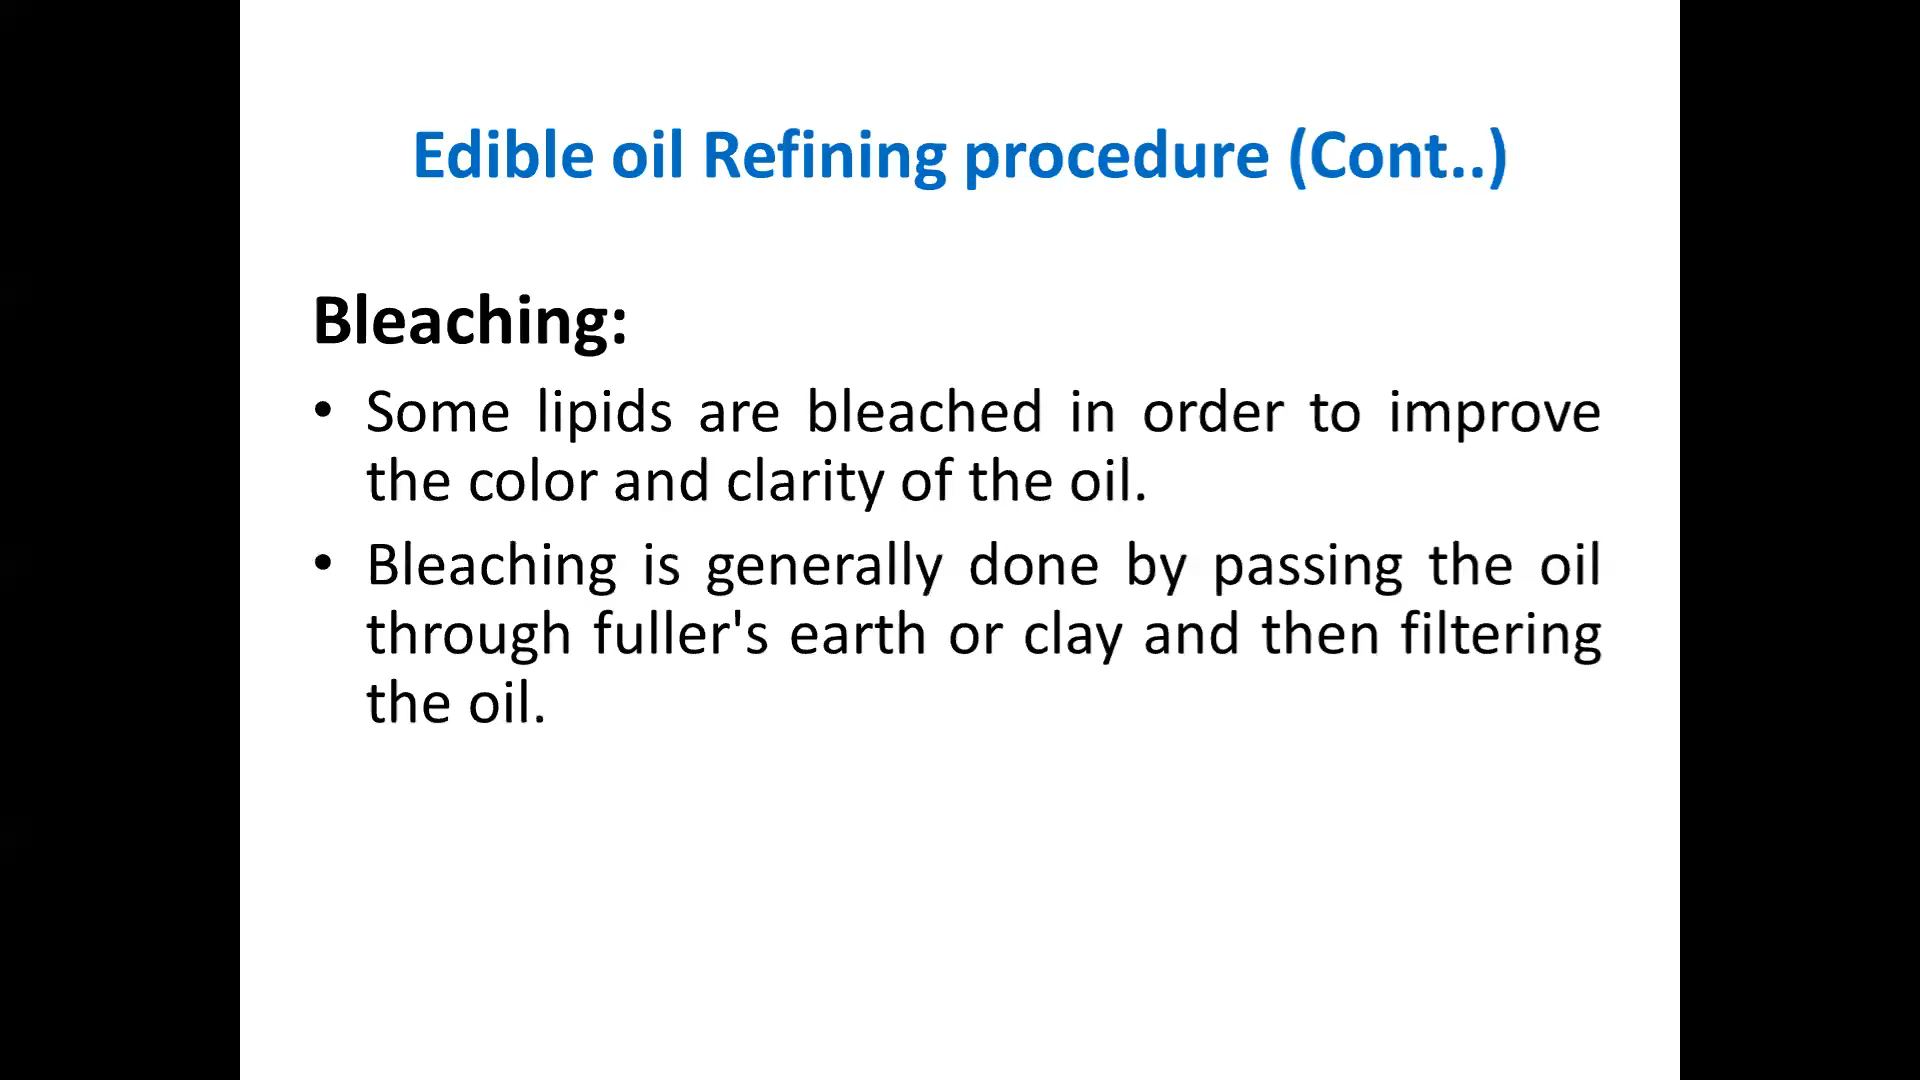 Edible oil Refining procedure (Cont..)
Bleaching:
• Some lipids are bleached in order to improve
the color and clarity of the oil.
• Bleaching is generally done by passing the oil
through fuller's earth or clay and then filtering
the oil.